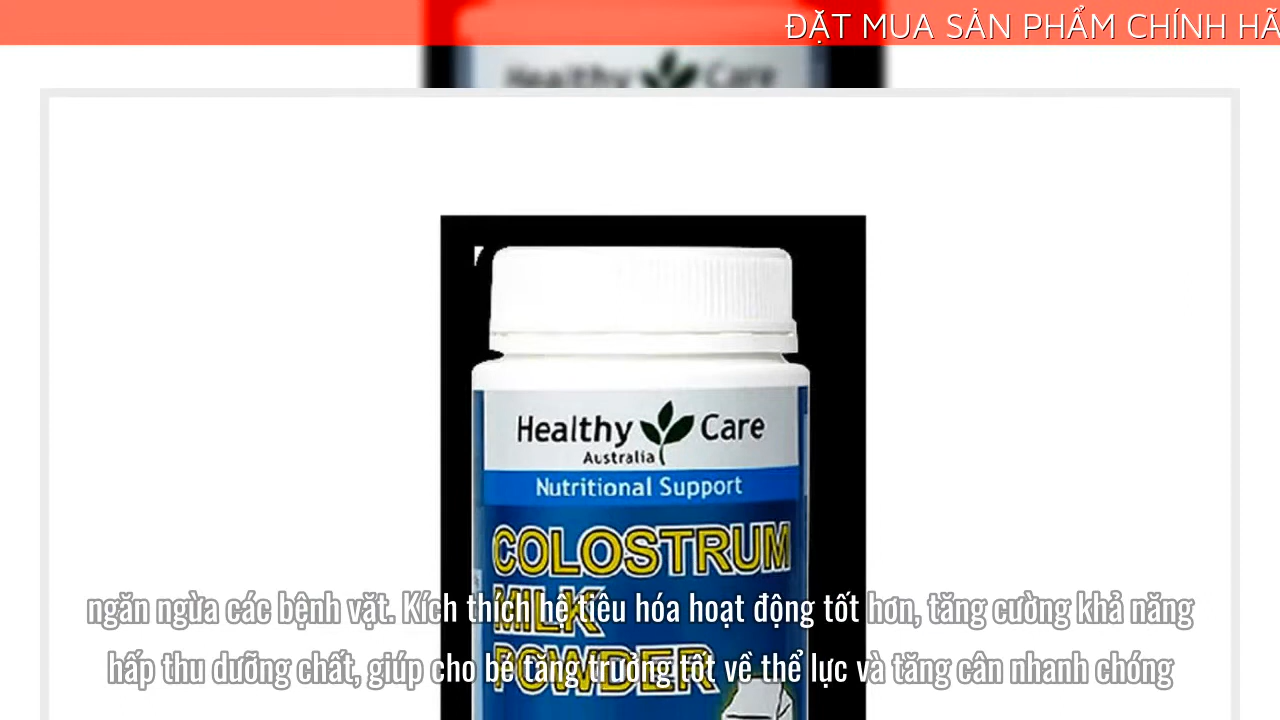 ĐẶT MUA SẢN PHẨM CHÍNH HÃ
Healthy Care
Healthy Care
Australia
Nutritional Support
COLOSTRUM
MILK
POWDER
ngăn ngừa các bệnh vặt. Kích thích hệ tiêu hóa hoạt động tốt hơn, tăng cường khả năng
hấp thu dưỡng chất, giúp cho bé tăng trưởng tốt về thể lực và tăng cân nhanh chóng